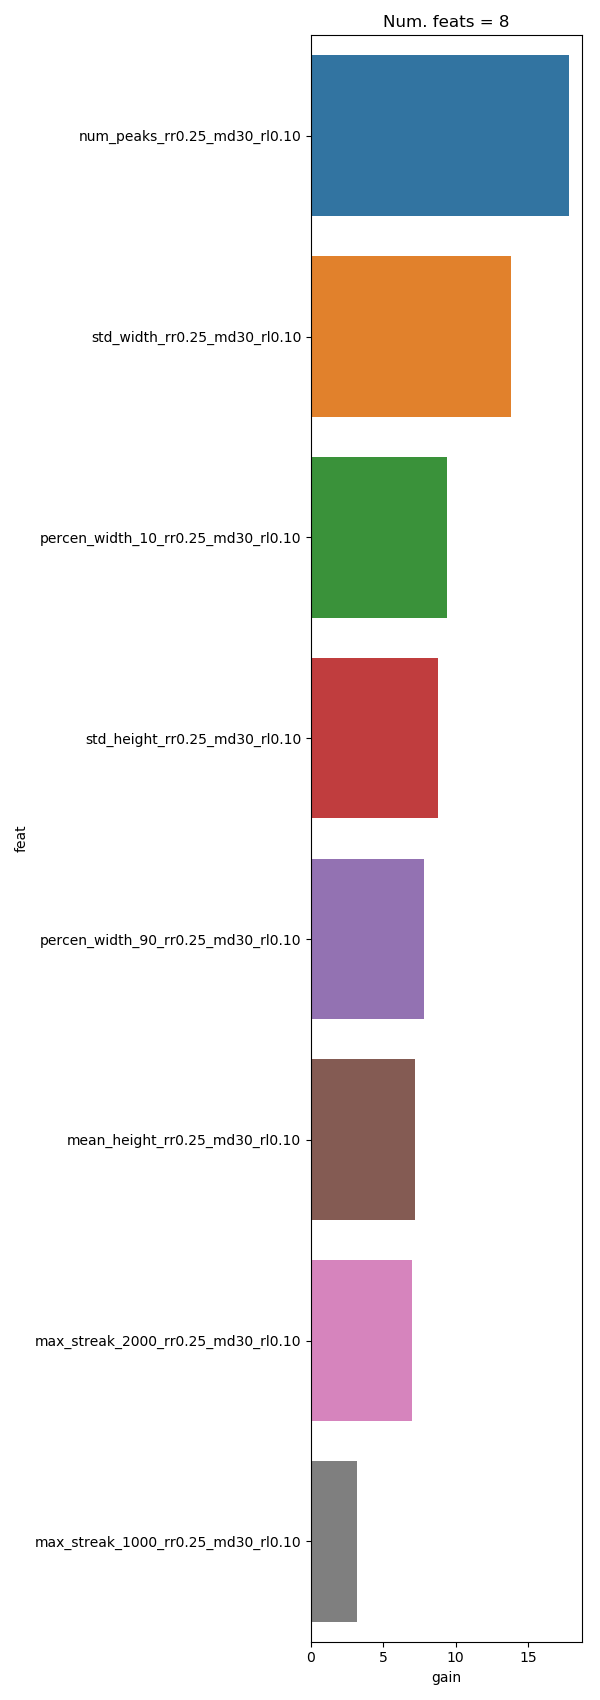 Num. feats = 8
num_peaks_rr0.25_md30_rl0.10
std_width_rr0.25_md30_rl0.10
percen_width_10_rr0.25_md30_rl0.10
std_height_rr0.25_md30_rl0.10
feat
percen_width_90_rr0.25_md30_rl0.10
mean_height_rr0.25_md30_rl0.10
max_streak_2000_rr0.25_md30_rl0.10
max_streak_1000_rr0.25_md30_rl0.10
0 5 10 15
gain